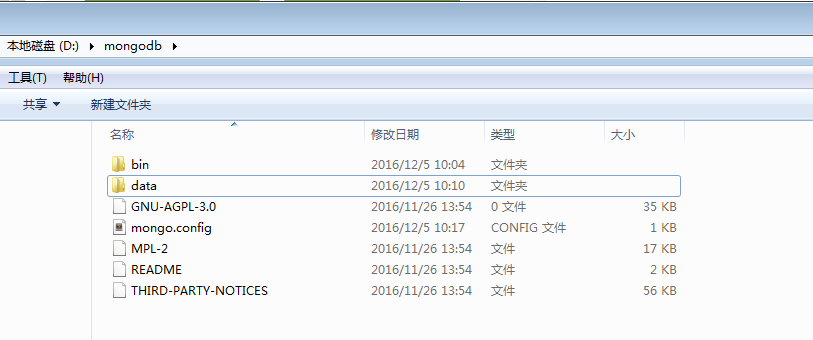 本地磁盘 (D:) mongodb
工具(T) 帮助(H)
共享 新建文件夹
名称 修改日期 类型 大小
bin 2016/12/5 10:04 文件夹
data 2016/12/5 10:10 文件夹
GNU-AGPL-3.0 2016/11/26 13:54 0 文件 35 KB
mongo.config 2016/12/5 10:17 CONFIG 文件 1 KB
MPL-2 2016/11/26 13:54 文件 17 KB
README 2016/11/26 13:54 文件 2 KB
THIRD-PARTY-NOTICES 2016/11/26 13:54 文件 56 KB